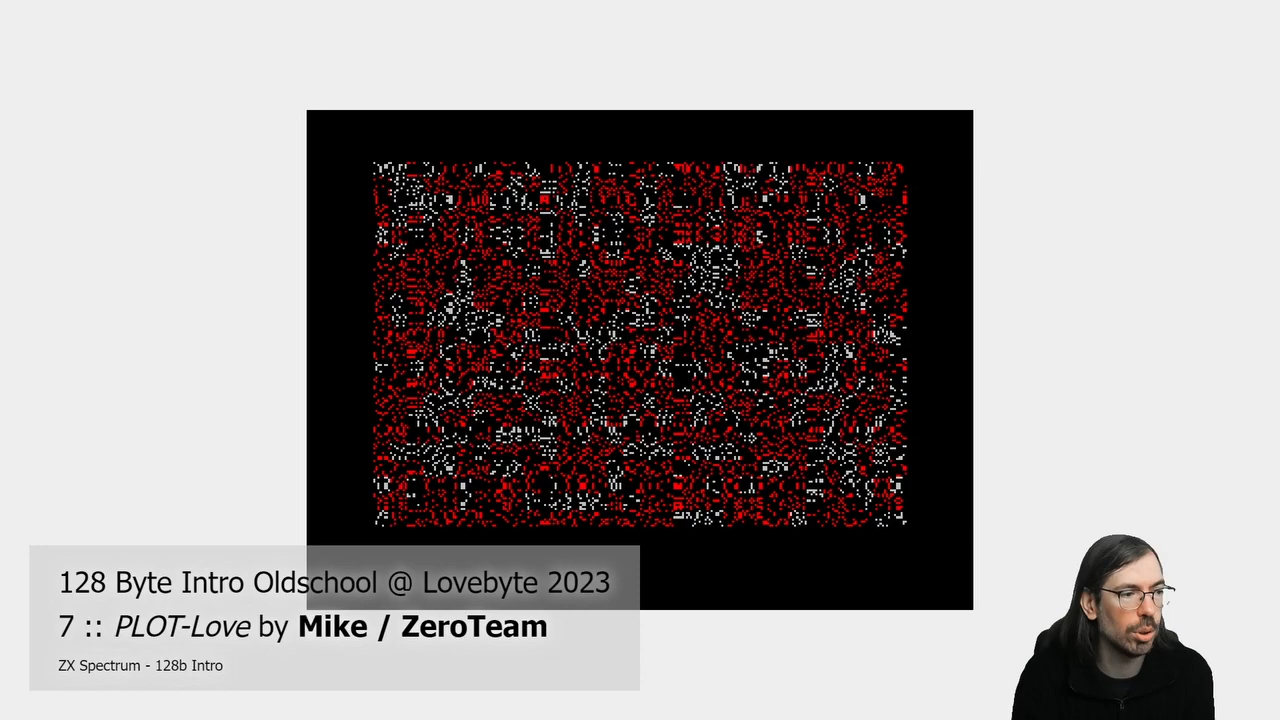 128 Byte Intro Oldschool @ Lovebyte 2023
7 :: PLOT-Love by Mike / ZeroTeam
ZX Spectrum - 128b Intro